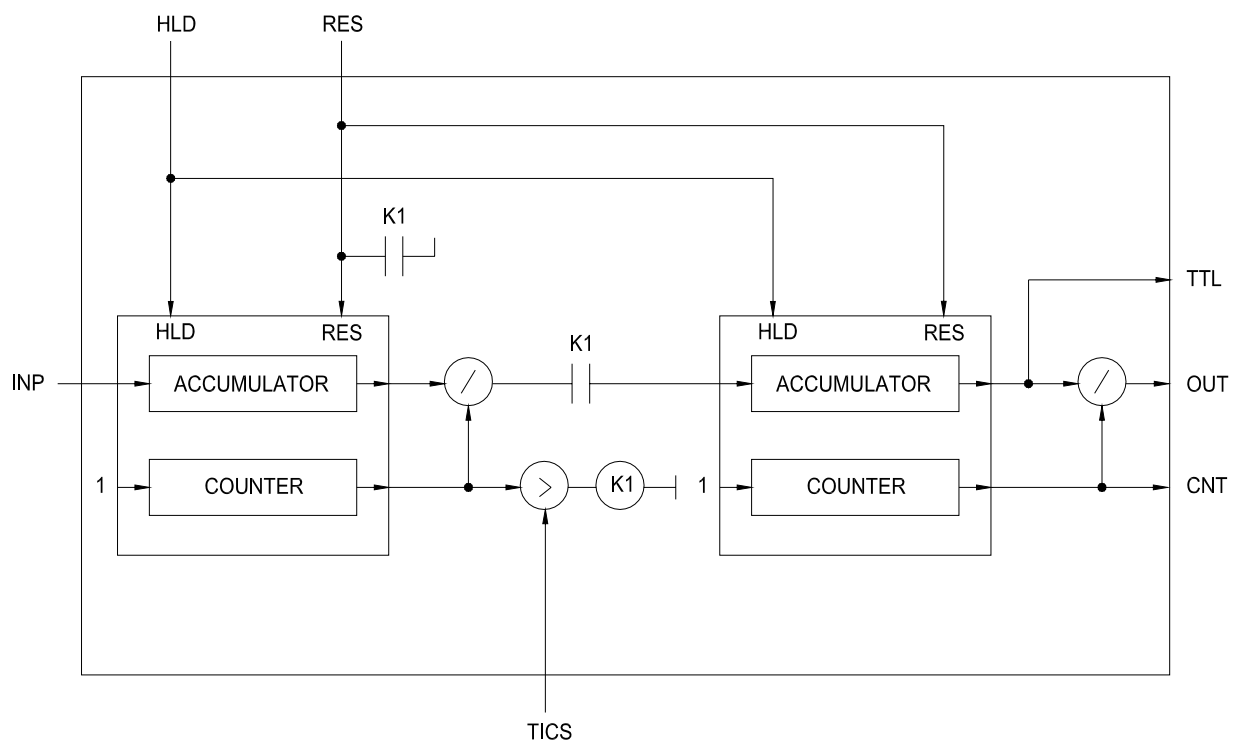 HLD
RES
K1
TTL
HLD
RES
HLD
RES
K1
INP
ACCUMULATOR
/
ACCUMULATOR
/
OUT
1
COUNTER
>
K1
1
COUNTER
CNT
TICS